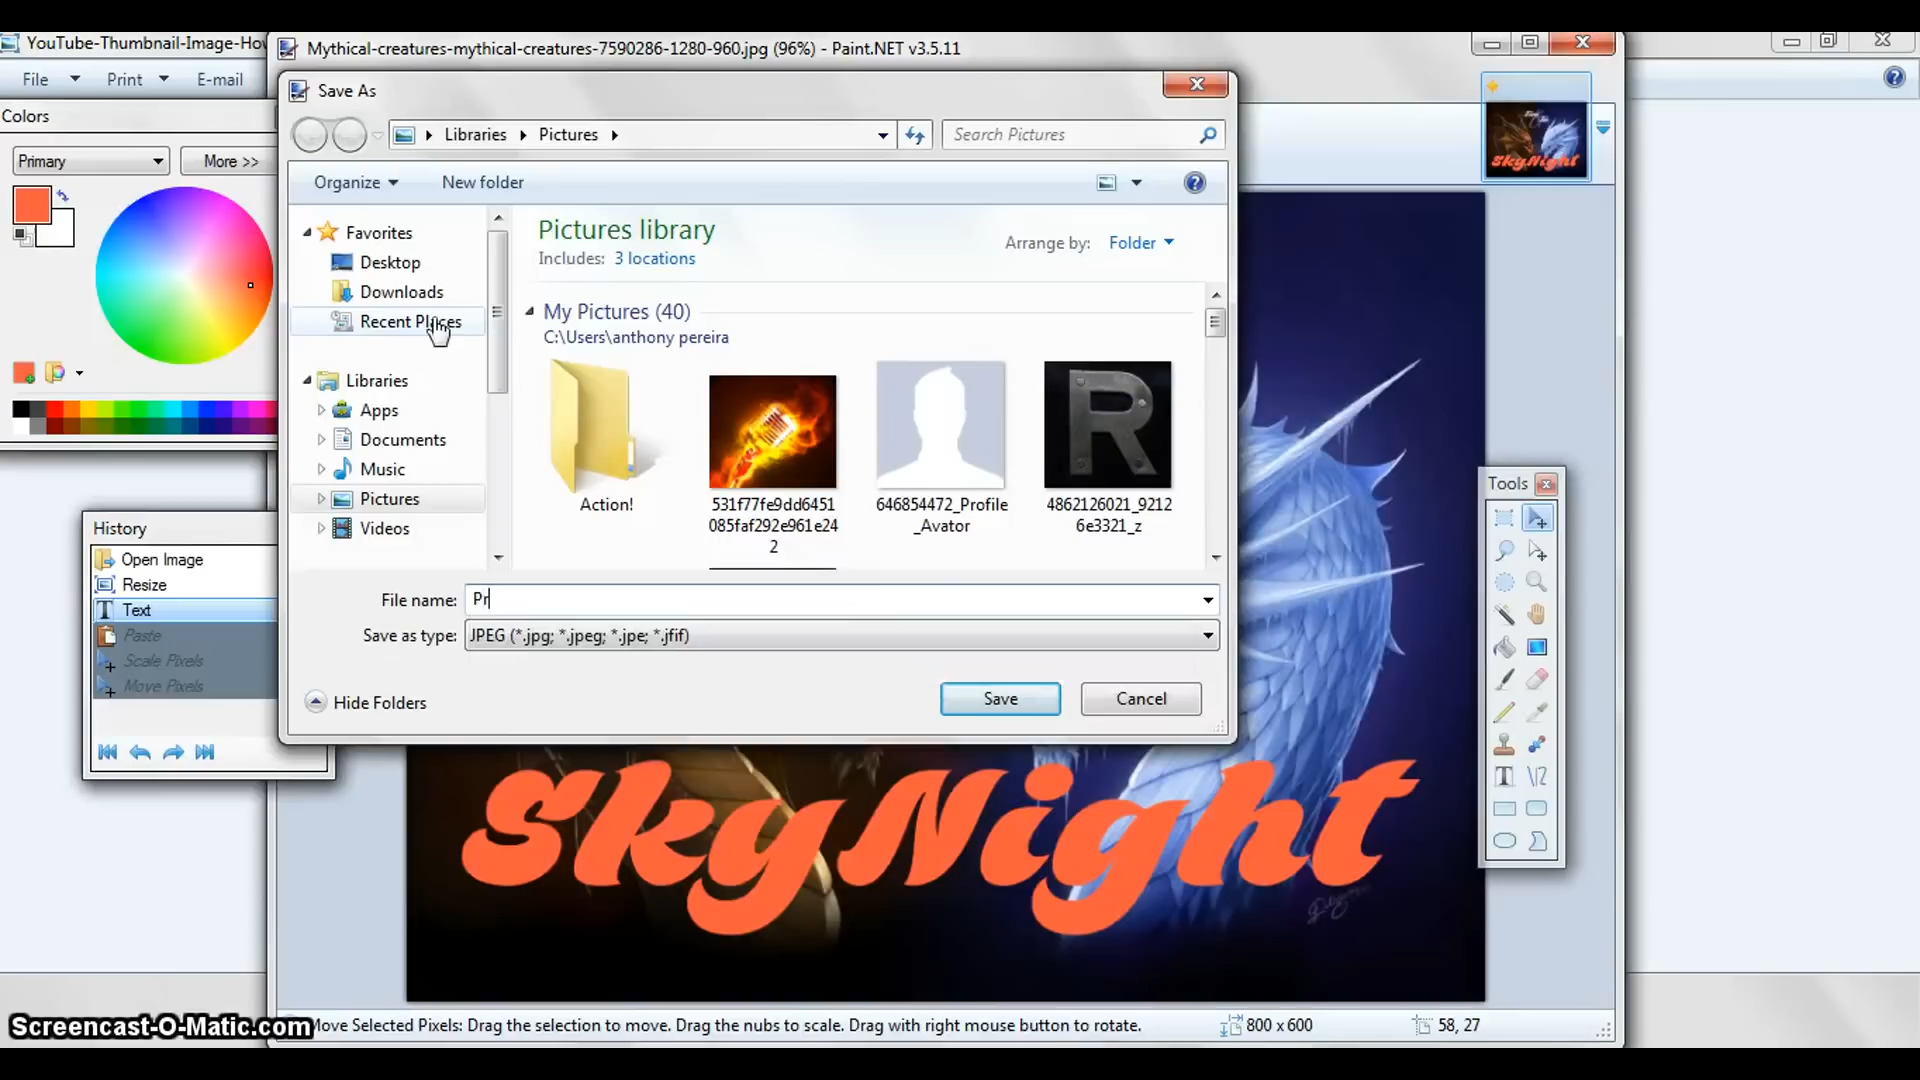 YouTube-Thumbnail-Image-How
Mythical-creatures-mythical-creatures-7590286-1280-960.jpg (96%) - Paint.NET v3.5.11
File
Print
E-mail
Colors
Primary
More >>
Save As
Libraries
Pictures
Search Pictures
Organize
New folder
Favorites
Desktop
Downloads
Recent Places
Libraries
Apps
Documents
Music
Pictures
Videos
Pictures library
Includes: 3 locations
Arrange by: Folder
My Pictures (40)
C:\Users\anthony pereira
Action!
531f77fe9dd6451
085faf292e961e24
2
646854472_Profile
_Avator
4862126021_9212
6e3321_z
R
File name: Pr
Save as type: JPEG (*.jpg; *.jpeg; *.jpe; *.jfif)
Hide Folders
Save
Cancel
History
Open Image
Resize
Text
Paste
Scale Pixels
Move Pixels
Tools
SkyNight
SkyNight
Screencast-O-Matic.com
Move Selected Pixels: Drag the selection to move. Drag the nubs to scale. Drag with right mouse button to rotate.
800 x 600
58, 27